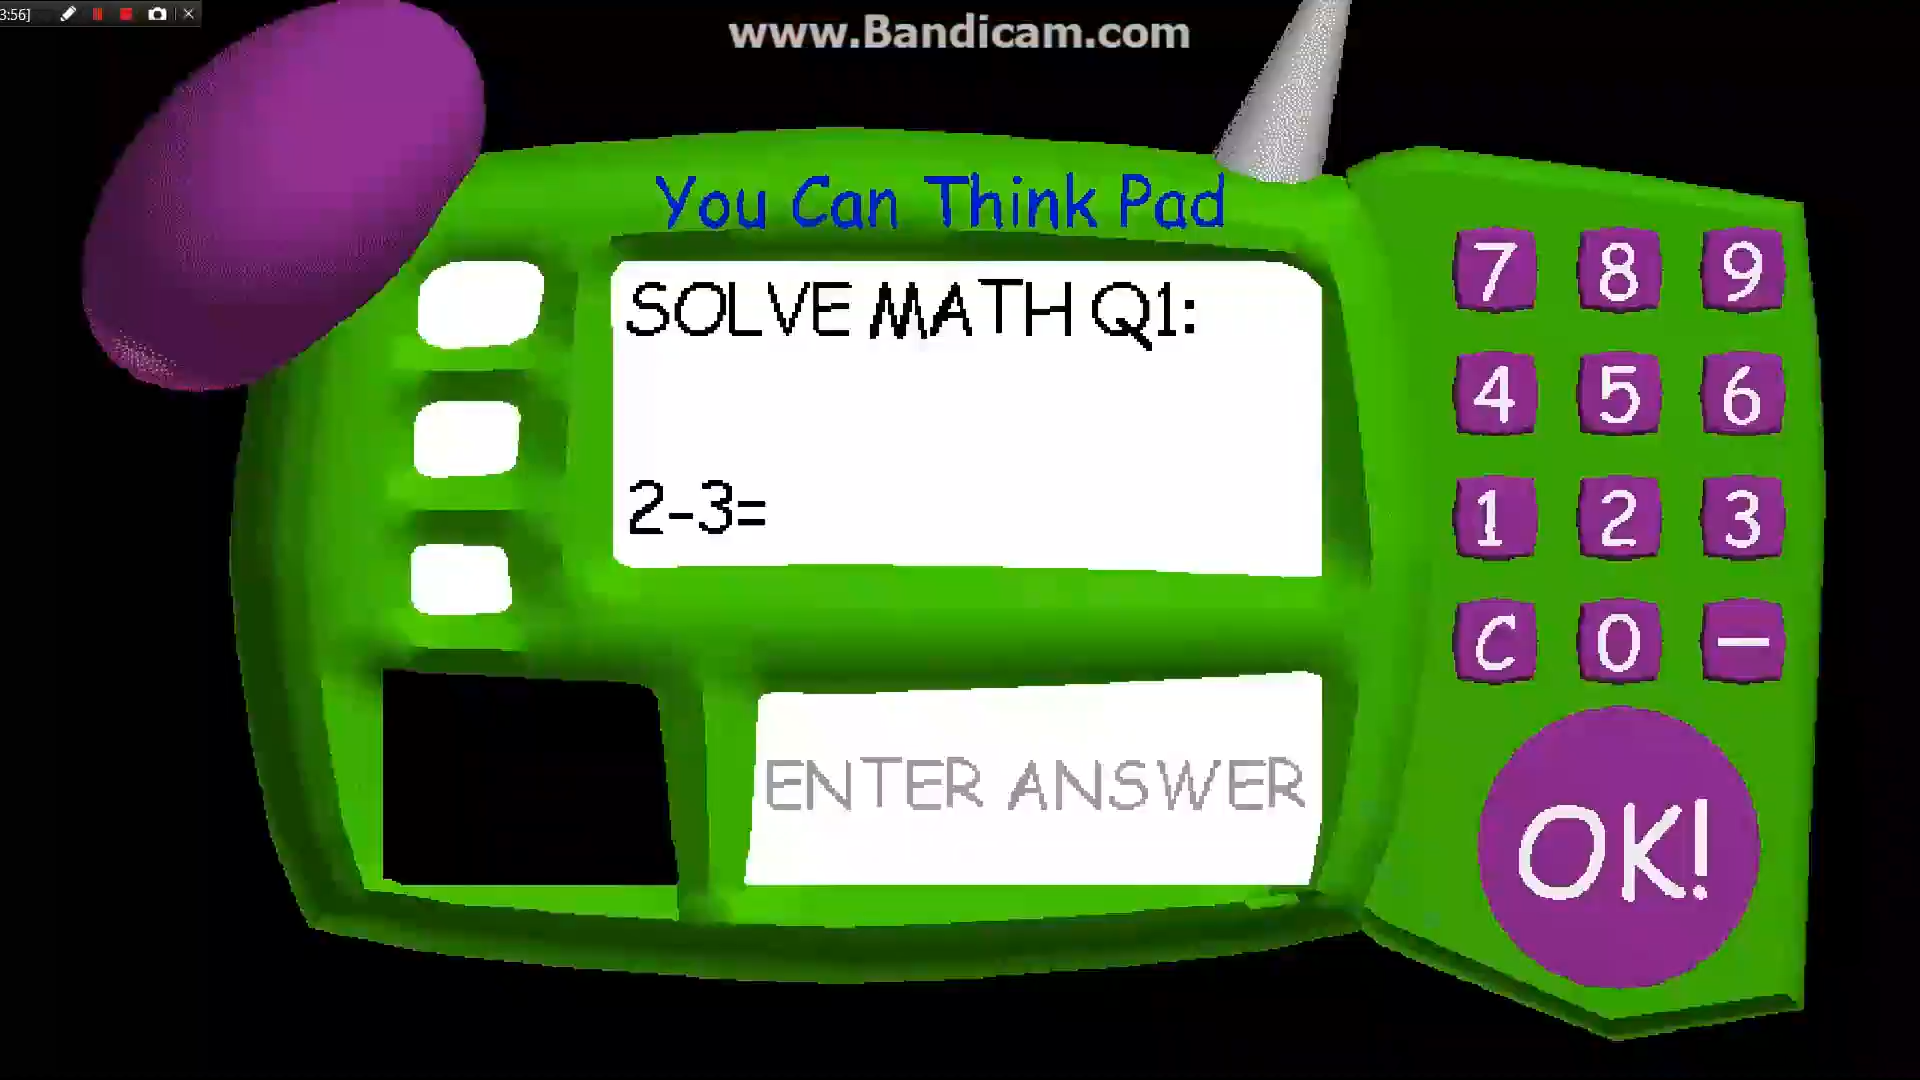 3:56]
www.Bandicam.com
You Can Think Pad
SOLVE MATH Q1:
2-3=
ENTER ANSWER
7 8 9
4 5 6
1 2 3
C 0 −
OK!